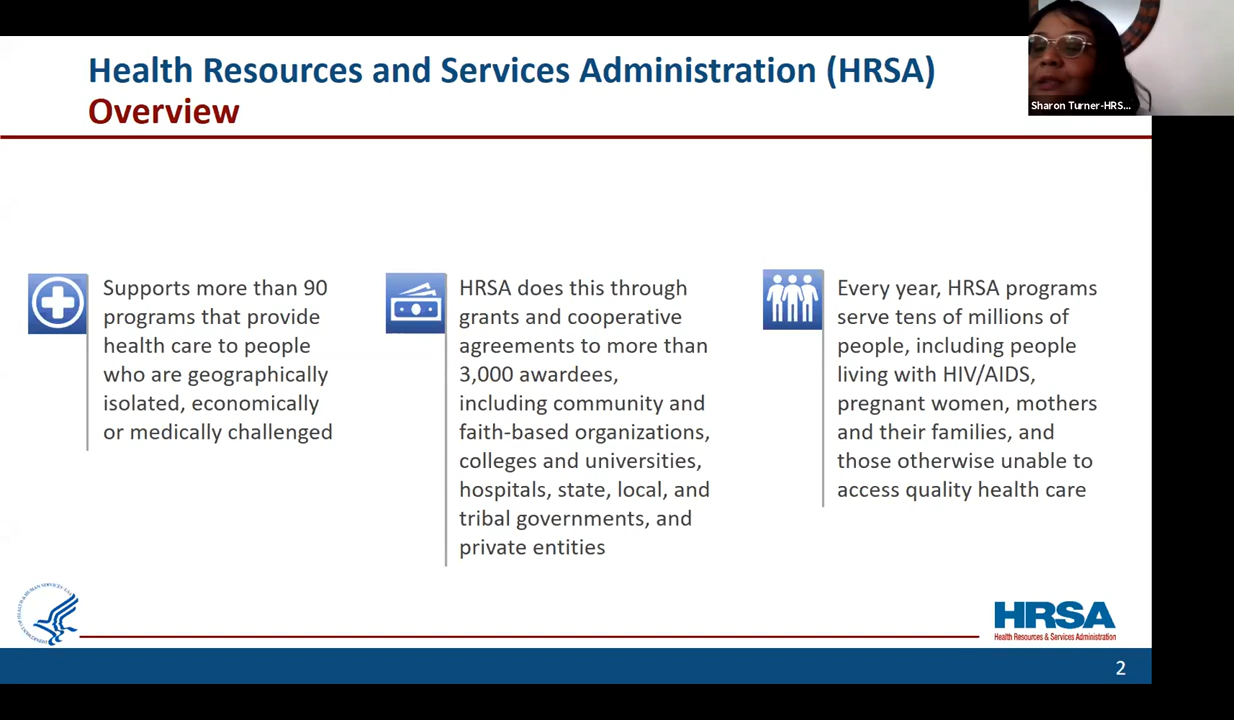 Health Resources and Services Administration (HRSA)
Overview
Sharon Turner-HRS...
Supports more than 90
programs that provide
health care to people
who are geographically
isolated, economically
or medically challenged
HRSA does this through
grants and cooperative
agreements to more than
3,000 awardees,
including community and
faith-based organizations,
colleges and universities,
hospitals, state, local, and
tribal governments, and
private entities
Every year, HRSA programs
serve tens of millions of
people, including people
living with HIV/AIDS,
pregnant women, mothers
and their families, and
those otherwise unable to
access quality health care
HRSA
Health Resources & Services Administration
2